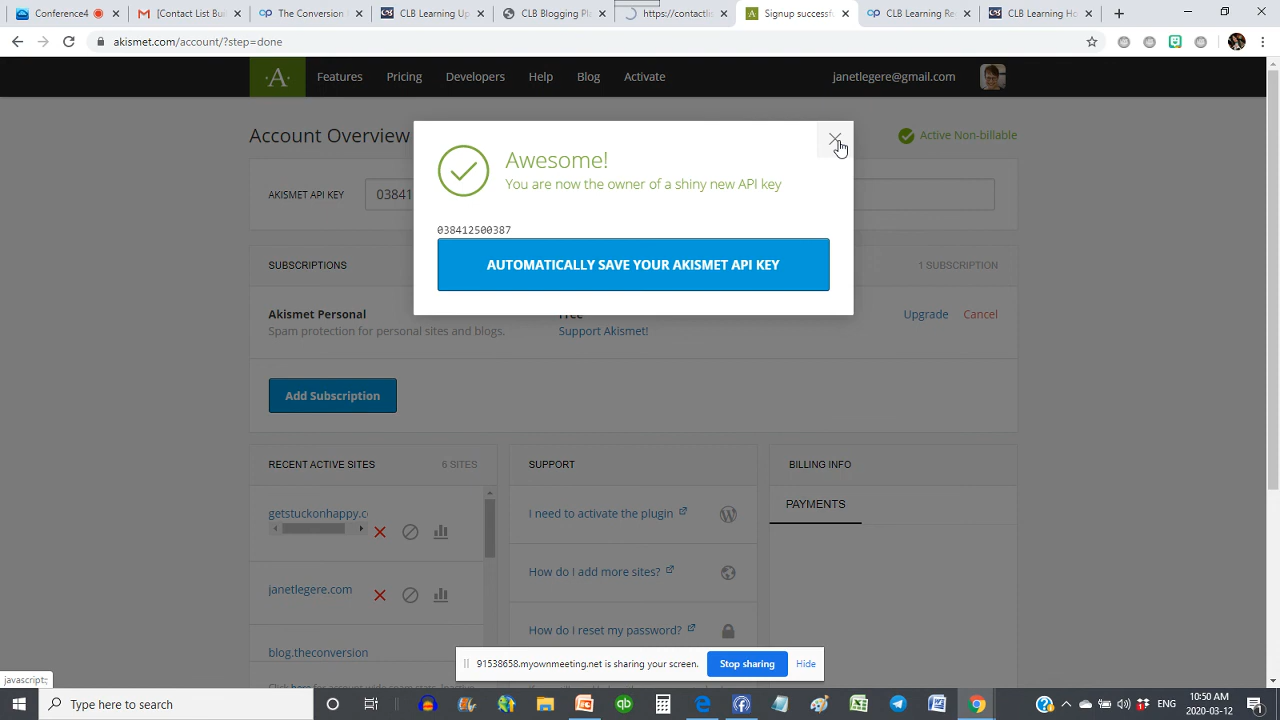 Conference4
[Contact List Bui
The Conversion
CLB Learning Up
CLB Blogging Pl
https://contactl
Signup successf
CLB Learning Re
CLB Learning Ho
akismet.com/account/?step=done
A
Features
Pricing
Developers
Help
Blog
Activate
janetlegere@gmail.com
Account Overview
Active Non-billable
AKISMET API KEY
03841
Awesome!
You are now the owner of a shiny new API key
038412500387
AUTOMATICALLY SAVE YOUR AKISMET API KEY
SUBSCRIPTIONS
1 SUBSCRIPTION
Akismet Personal
Free
Spam protection for personal sites and blogs.
Support Akismet!
Upgrade
Cancel
Add Subscription
RECENT ACTIVE SITES
6 SITES
SUPPORT
BILLING INFO
getstuckonhappy.co
I need to activate the plugin
PAYMENTS
How do I add more sites?
janetlegere.com
How do I reset my password?
blog.theconversion
91538658.myownmeeting.net is sharing your screen.
Stop sharing
Hide
javascript:;
Type here to search
ENG
10:50 AM
2020-03-12